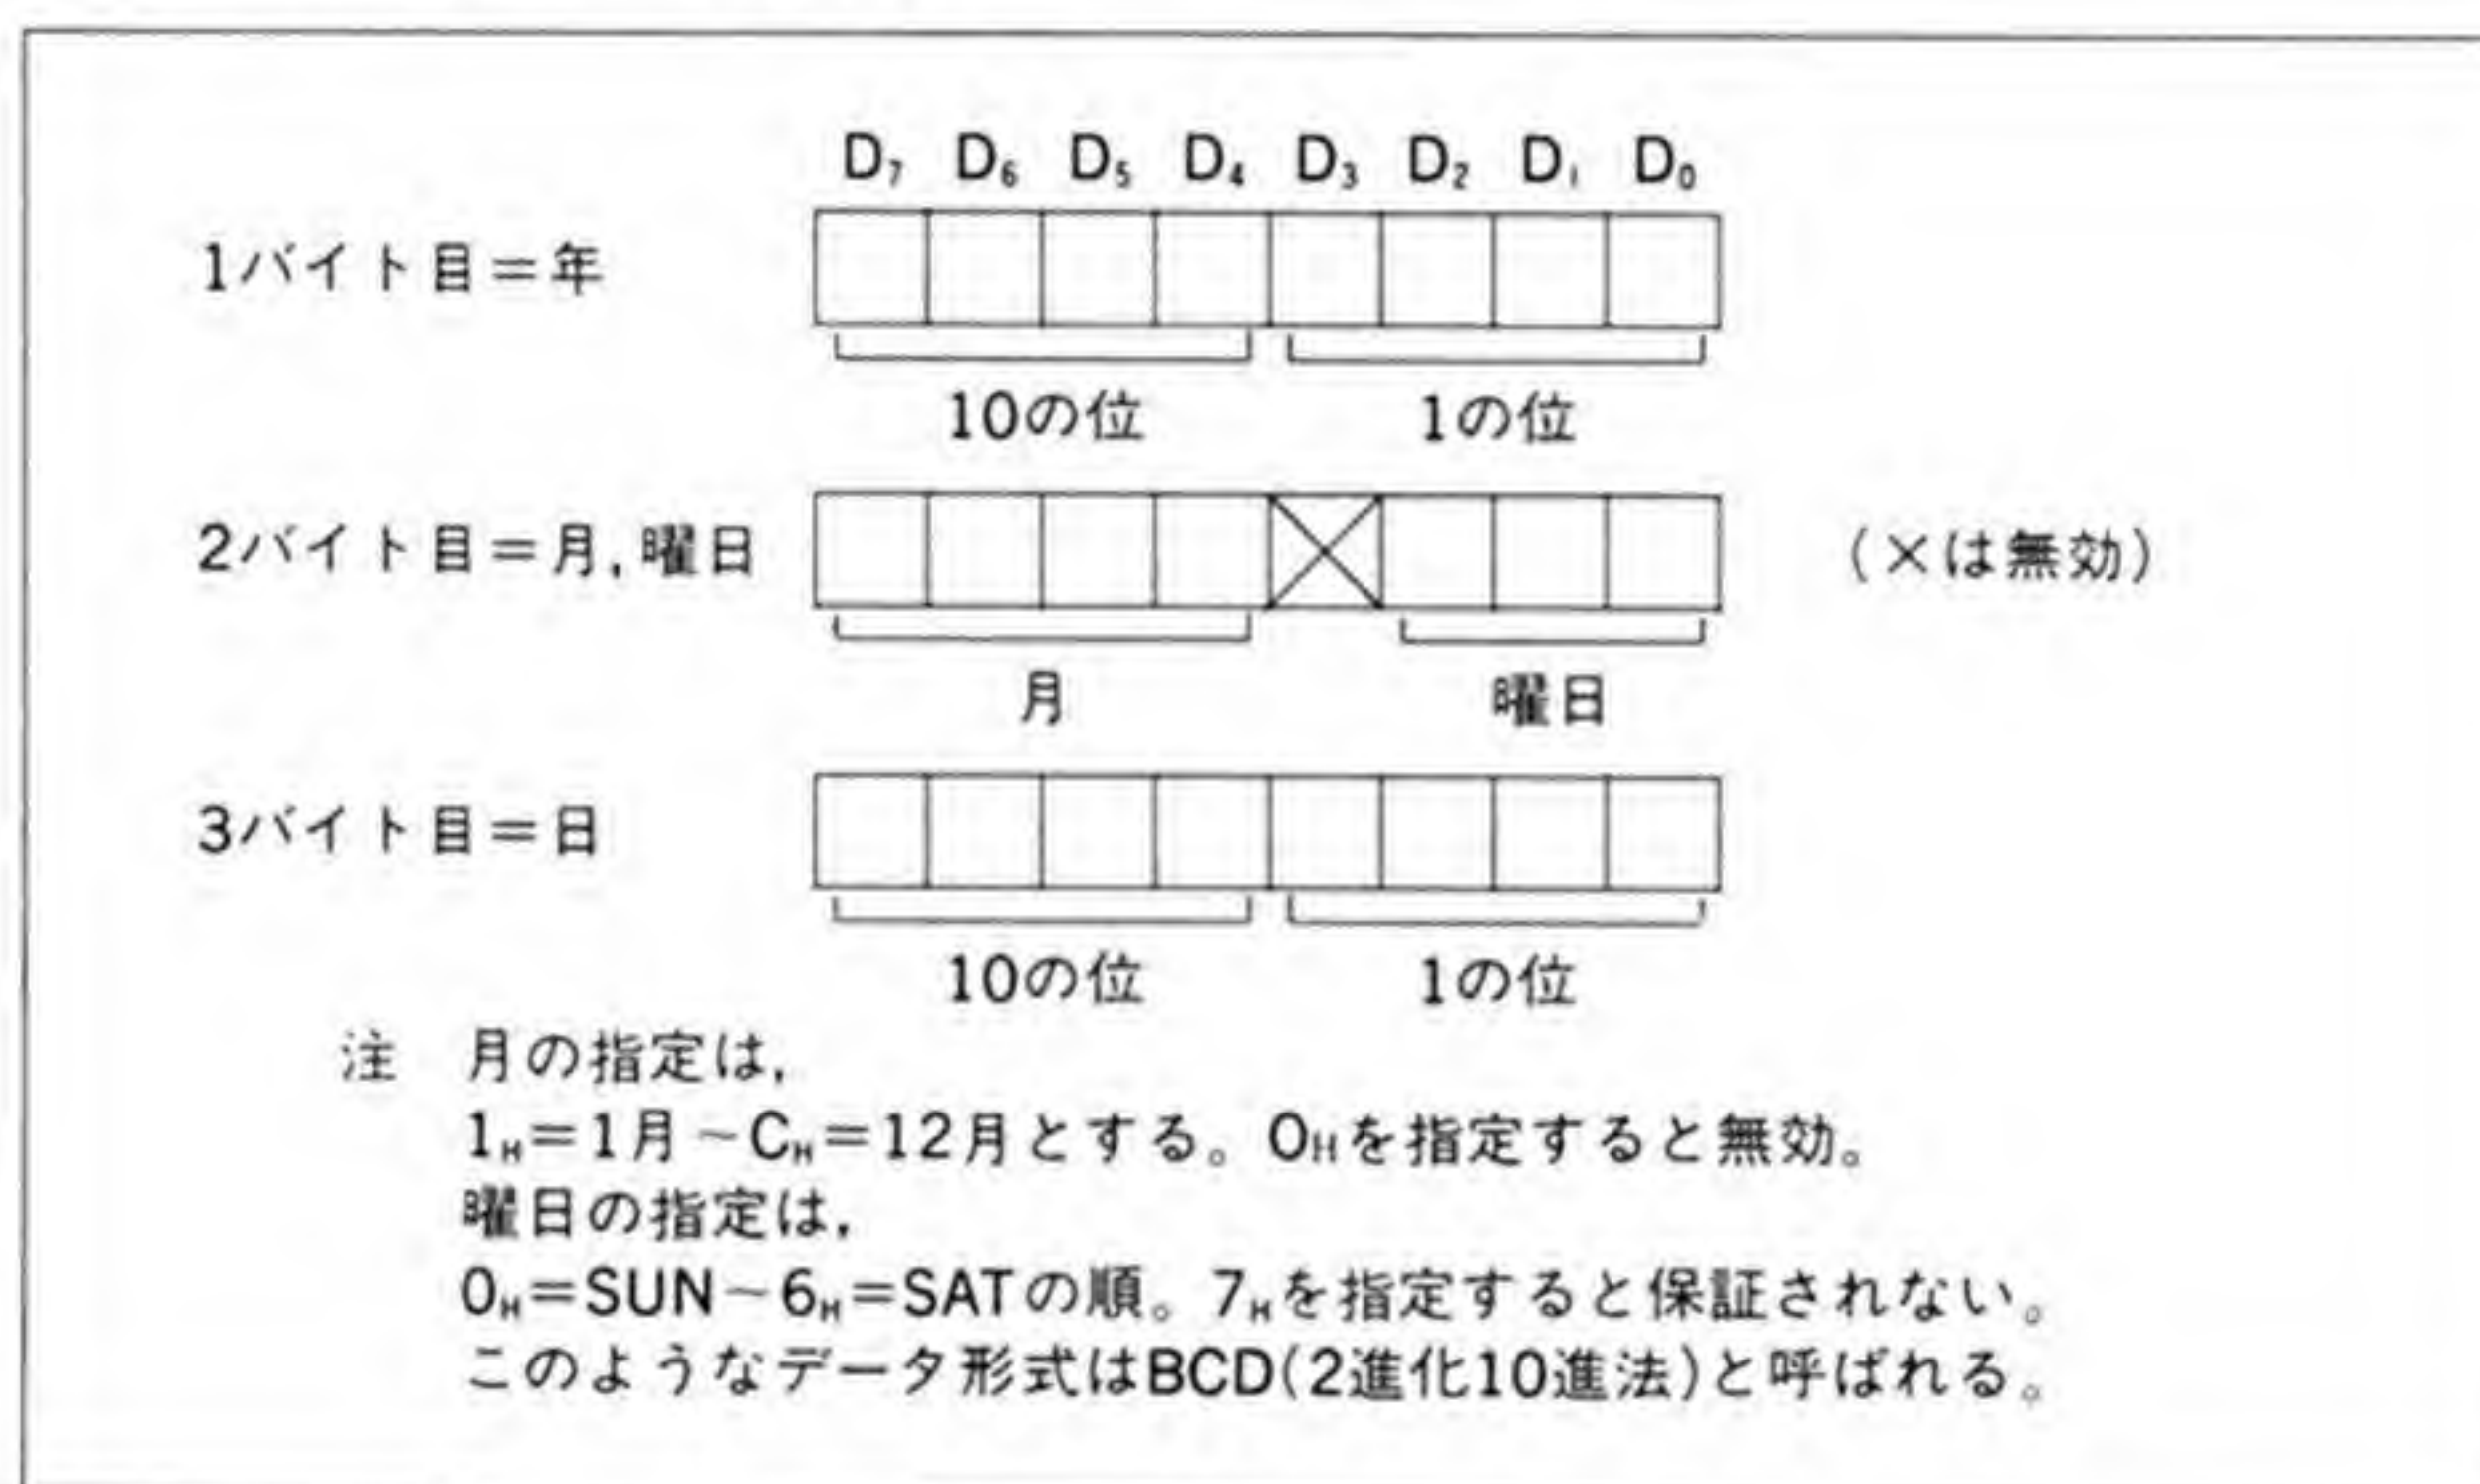 D₇ D₆ D₅ D₄ D₃ D₂ D₁ D₀
1バイト目=年
10の位 1の位
2バイト目=月,曜日 (×は無効)
月 曜日
3バイト目=日
10の位 1の位
注 月の指定は,
1H=1月~CH=12月とする。0Hを指定すると無効。
曜日の指定は,
0H=SUN~6H=SATの順。7Hを指定すると保証されない。
このようなデータ形式はBCD(2進化10進法)と呼ばれる。